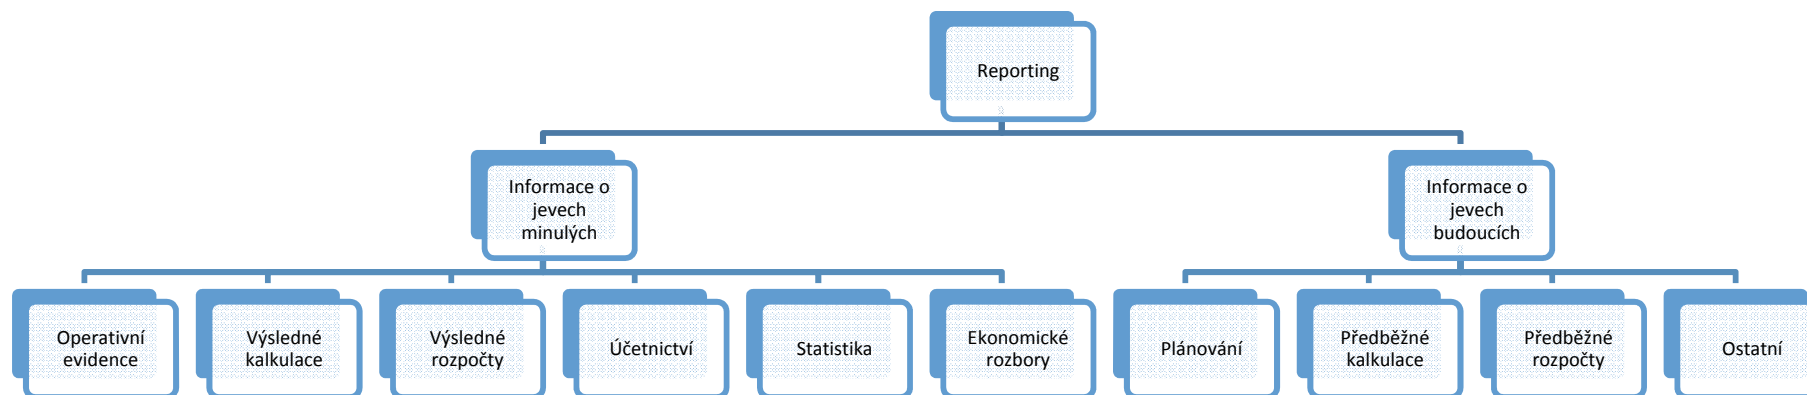 Reporting
Informace o
jevech
minulých
Informace o
jevech
budoucích
Operativní
evidence
Výsledné
kalkulace
Výsledné
rozpočty
Účetnictví
Statistika
Ekonomické
rozbory
Plánování
Předběžné
kalkulace
Předběžné
rozpočty
Ostatní